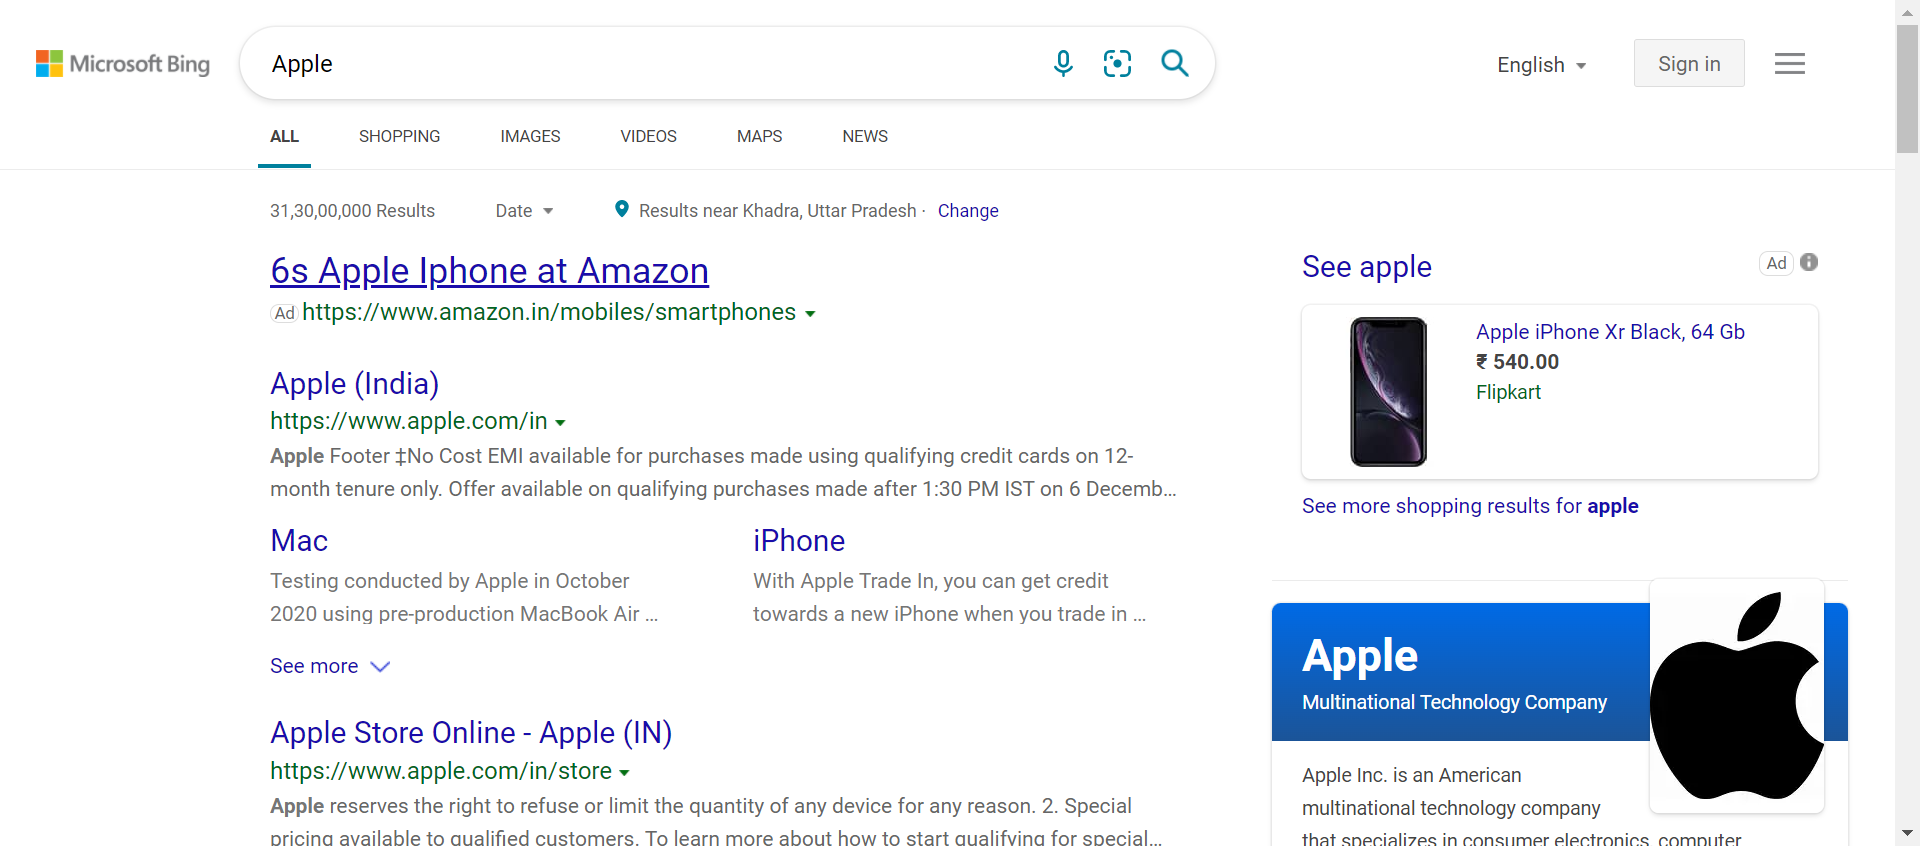 Microsoft Bing
Apple
English
Sign in
ALL
SHOPPING
IMAGES
VIDEOS
MAPS
NEWS
31,30,00,000 Results
Date
Results near Khadra, Uttar Pradesh · Change
6s Apple Iphone at Amazon
Ad https://www.amazon.in/mobiles/smartphones
Apple (India)
https://www.apple.com/in
Apple Footer ‡No Cost EMI available for purchases made using qualifying credit cards on 12-
month tenure only. Offer available on qualifying purchases made after 1:30 PM IST on 6 Decemb...
Mac
Testing conducted by Apple in October
2020 using pre-production MacBook Air ...
iPhone
With Apple Trade In, you can get credit
towards a new iPhone when you trade in ...
See more
Apple Store Online - Apple (IN)
https://www.apple.com/in/store
Apple reserves the right to refuse or limit the quantity of any device for any reason. 2. Special
pricing available to qualified customers. To learn more about how to start qualifying for special...
See apple
Ad
Apple iPhone Xr Black, 64 Gb
₹ 540.00
Flipkart
See more shopping results for apple
Apple
Multinational Technology Company
Apple Inc. is an American
multinational technology company
that specializes in consumer electronics, computer